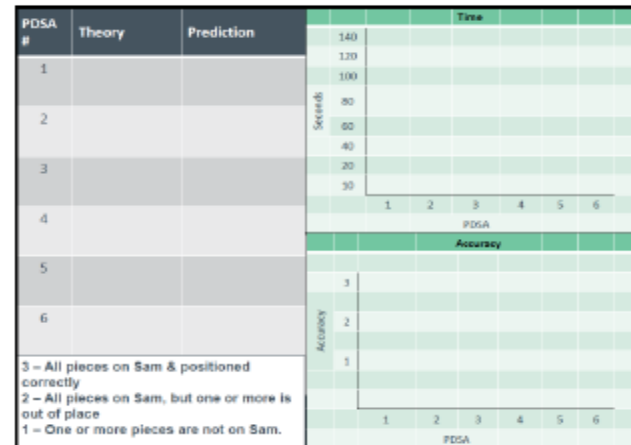 PDSA # Theory Prediction
1
2
3
4
5
6
3 – All pieces on Sam & positioned
correctly
2 – All pieces on Sam, but one or more is
out of place
1 – One or more pieces are not on Sam.
Time
Seconds
140
120
100
80
60
40
20
10
1 2 3 4 5 6
PDSA
Accuracy
Accuracy
3
2
1
1 2 3 4 5 6
PDSA